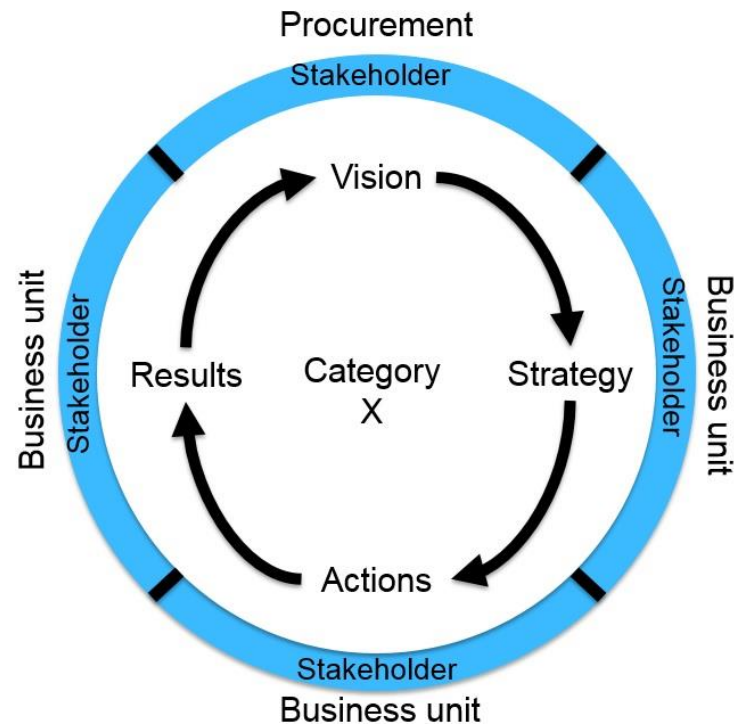 Procurement
Stakeholder
Vision
Business unit
Stakeholder
Results
Category
X
Strategy
Stakeholder
Business unit
Actions
Stakeholder
Business unit